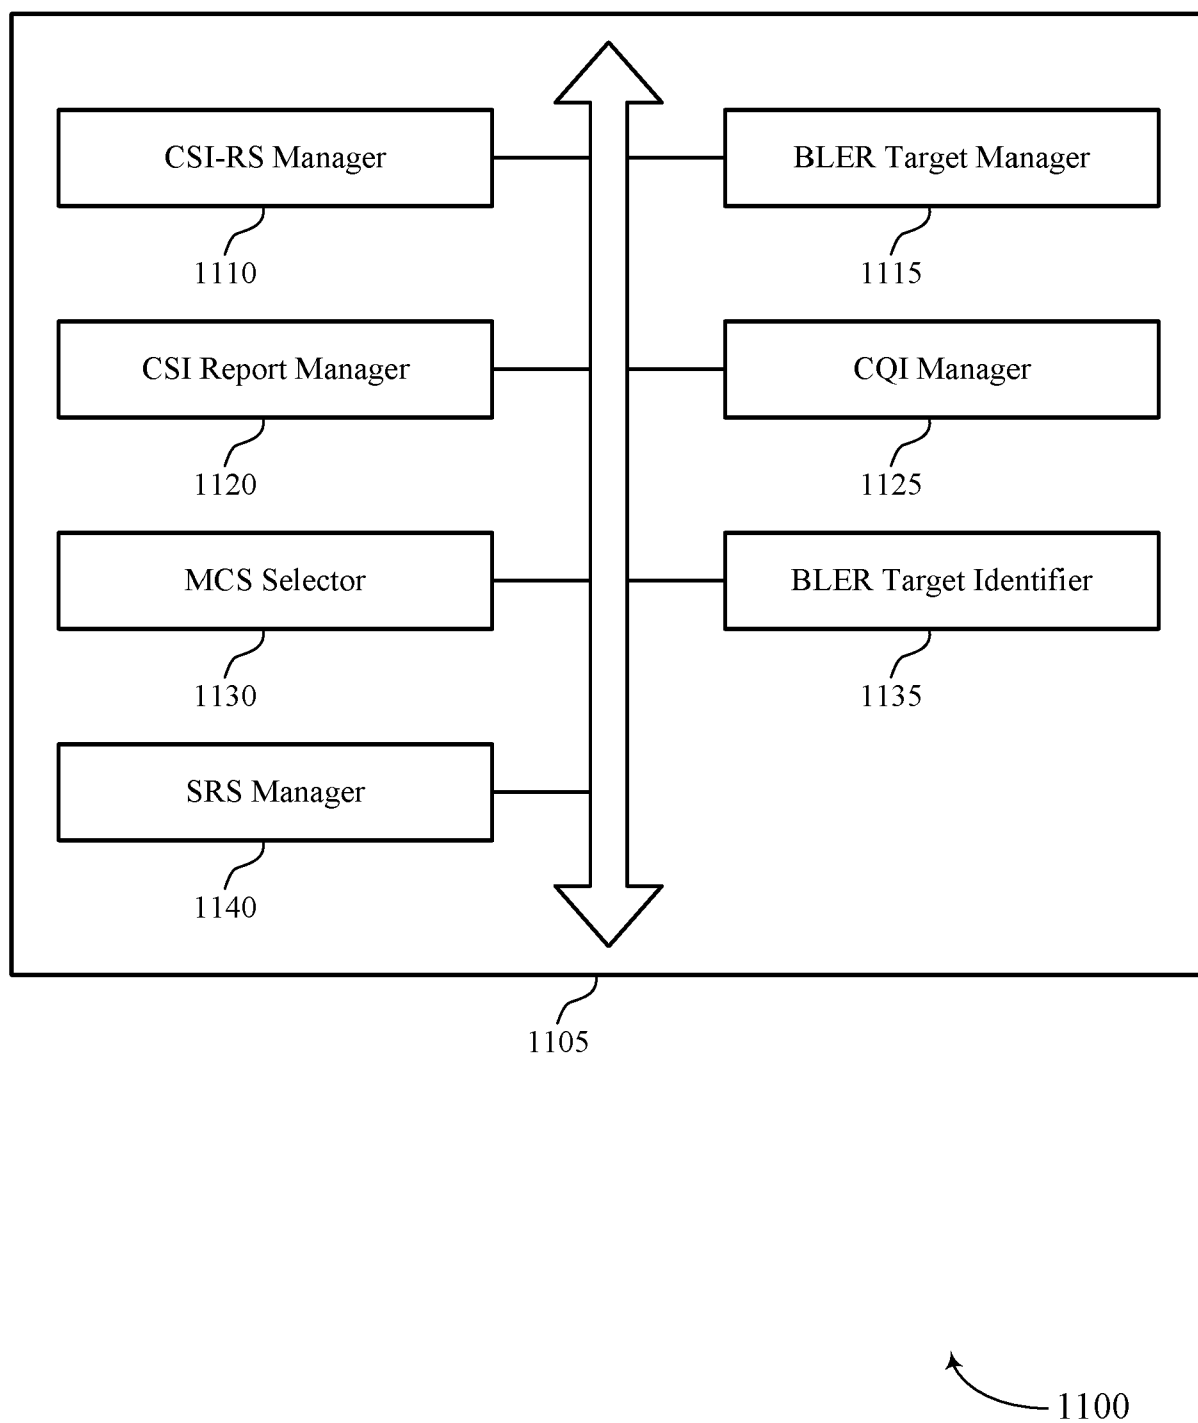 CSI-RS Manager
BLER Target Manager
1110
1115
CSI Report Manager
CQI Manager
1120
1125
MCS Selector
BLER Target Identifier
1130
1135
SRS Manager
1140
1105
1100